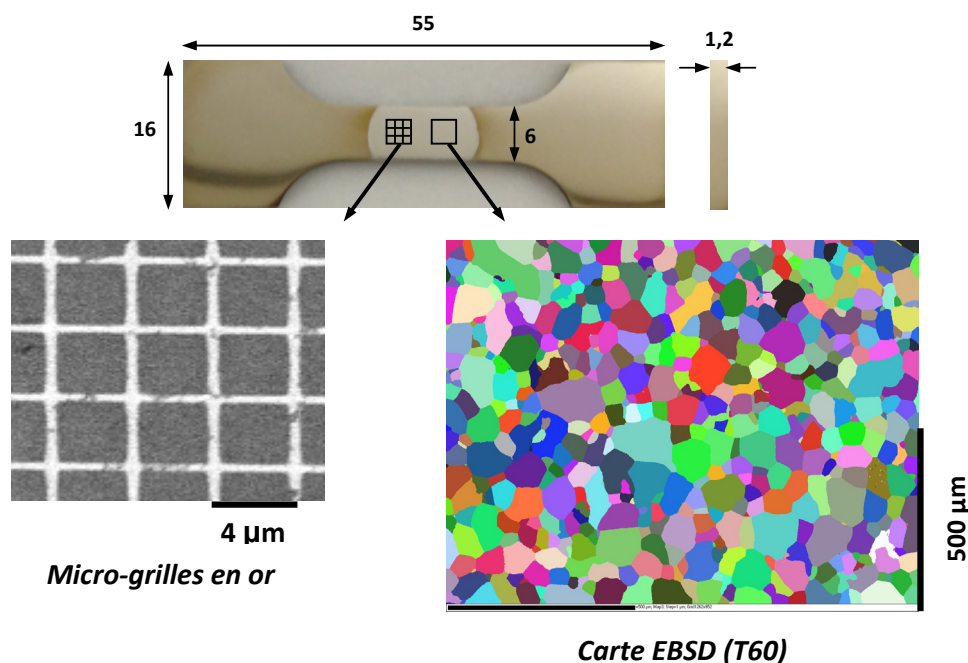 55
1,2
16
6
4 µm
500 µm
Micro-grilles en or
Carte EBSD (T60)